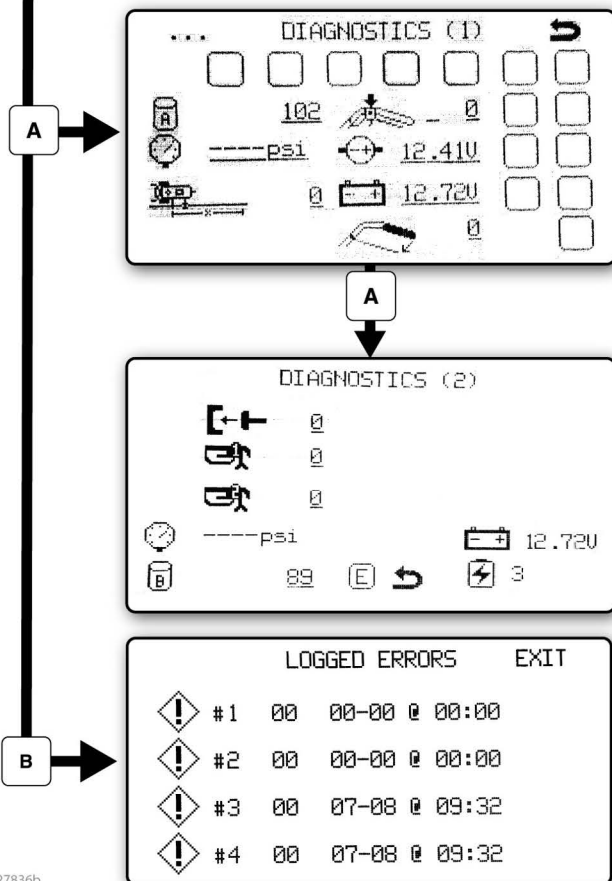 DIAGNOSTICS (1)
A
A 102 0
----psi -+ 12.41V
x 0 - + 12.72V
0
A
DIAGNOSTICS (2)
0
0
0
----psi - + 12.72V
B 89 E 3
LOGGED ERRORS EXIT
! #1 00 00-00 @ 00:00
B
! #2 00 00-00 @ 00:00
! #3 00 07-08 @ 09:32
! #4 00 07-08 @ 09:32
27836b